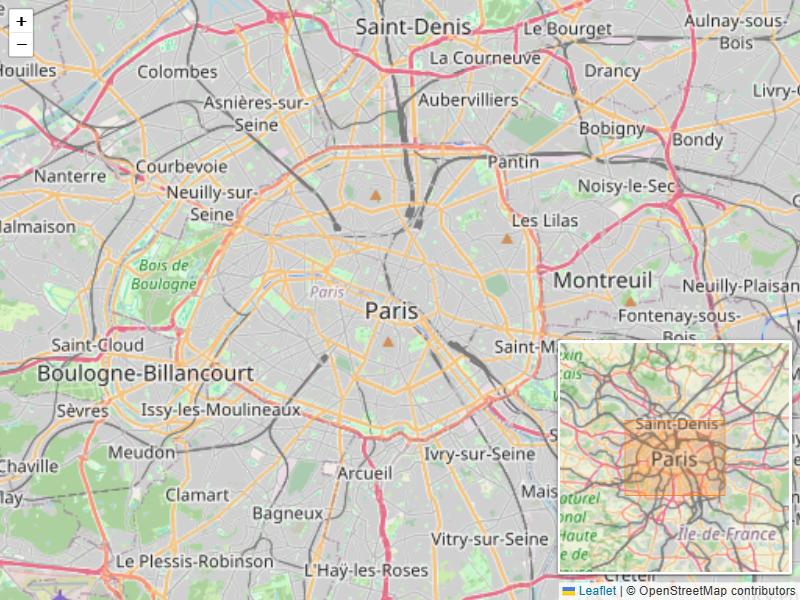 +
−
Saint-Denis
Le Bourget
Aulnay-sous-
Bois
La Courneuve
Houilles
Colombes
Drancy
Livry-G
Asnières-sur-
Seine
Aubervilliers
Bobigny
Bondy
Courbevoie
Pantin
Nanterre
Neuilly-sur-
Seine
Noisy-le-Sec
Malmaison
Les Lilas
Bois de
Boulogne
Montreuil
Paris
Neuilly-Plaisan
Paris
Fontenay-sous-
Bois
Saint-Cloud
Saint-Ma
Boulogne-Billancourt
Sèvres
Issy-les-Moulineaux
Meudon
Ivry-sur-Seine
Chaville
Arcueil
Clamart
Mais
Bagneux
Vitry-sur-Seine
Le Plessis-Robinson
L'Haÿ-les-Roses
Créteil
Saint-Denis
Paris
Île-de-France
Leaflet | © OpenStreetMap contributors